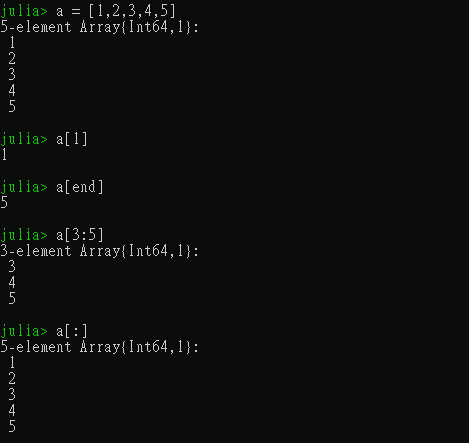 julia> a = [1,2,3,4,5]
5-element Array{Int64,1}:
 1
 2
 3
 4
 5

julia> a[1]
1

julia> a[end]
5

julia> a[3:5]
3-element Array{Int64,1}:
 3
 4
 5

julia> a[:]
5-element Array{Int64,1}:
 1
 2
 3
 4
 5